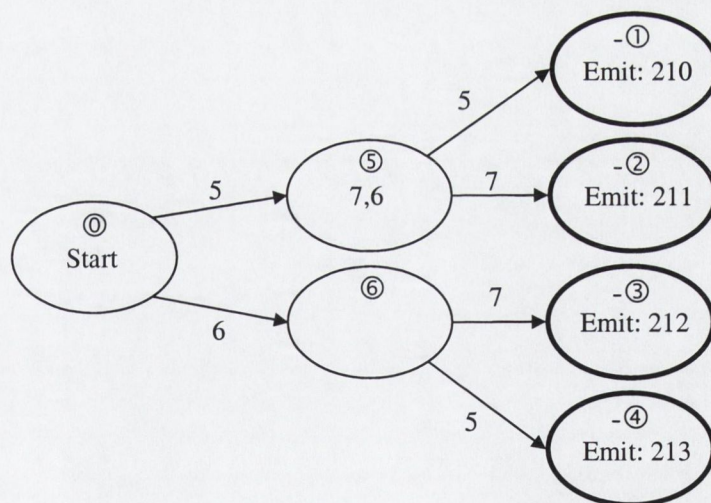 ⓪
Start
5
6
⑤
7,6
⑥
5
7
7
5
-①
Emit: 210
-②
Emit: 211
-③
Emit: 212
-④
Emit: 213